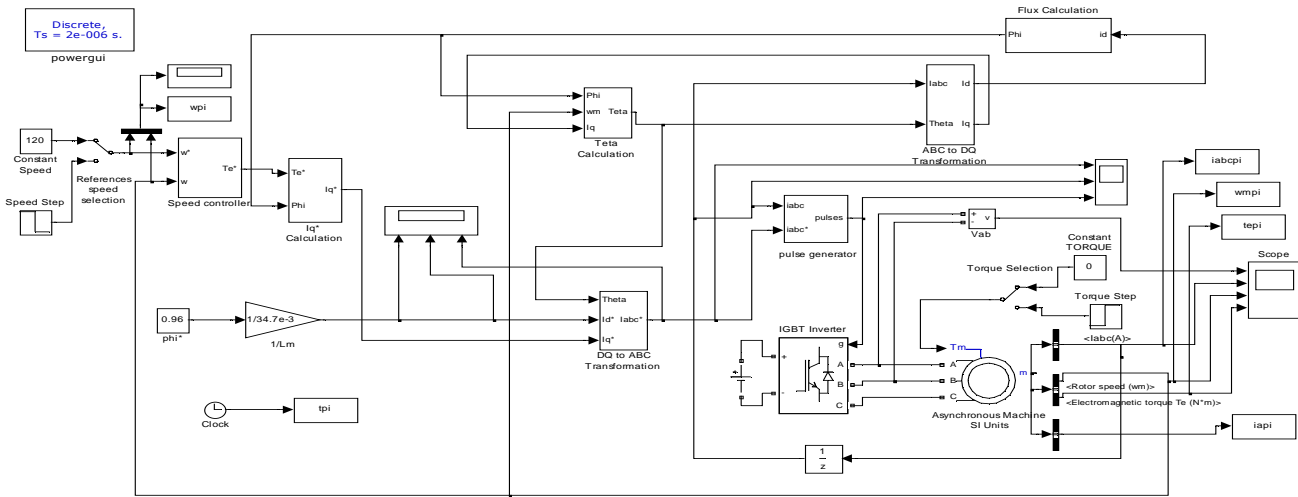 Discrete,
Ts = 2e-006 s.
powergui
Flux Calculation
Phi
id
wpi
120
Constant
Speed
References
speed
selection
Speed Step
w*
w
Te*
Speed controller
Te*
Phi
Iq*
Iq*
Calculation
Phi
wm
Iq
Teta
Teta
Calculation
Iabc
Theta
Id
Iq
ABC to DQ
Transformation
iabcpi
wmpi
tepi
iabc
iabc*
pulses
pulse generator
+
-
v
Vab
Constant
TORQUE
0
Torque Selection
Torque Step
Scope
0.96
phi*
1/34.7e-3
1/Lm
Theta
Id*
Iq*
Iabc*
DQ to ABC
Transformation
IGBT Inverter
+
-
g
A
B
C
Tm
A
B
C
m
Asynchronous Machine
SI Units
<Iabc(A)>
<Rotor speed (wm)>
<Electromagnetic torque Te (N*m)>
iapi
Clock
tpi
1
z